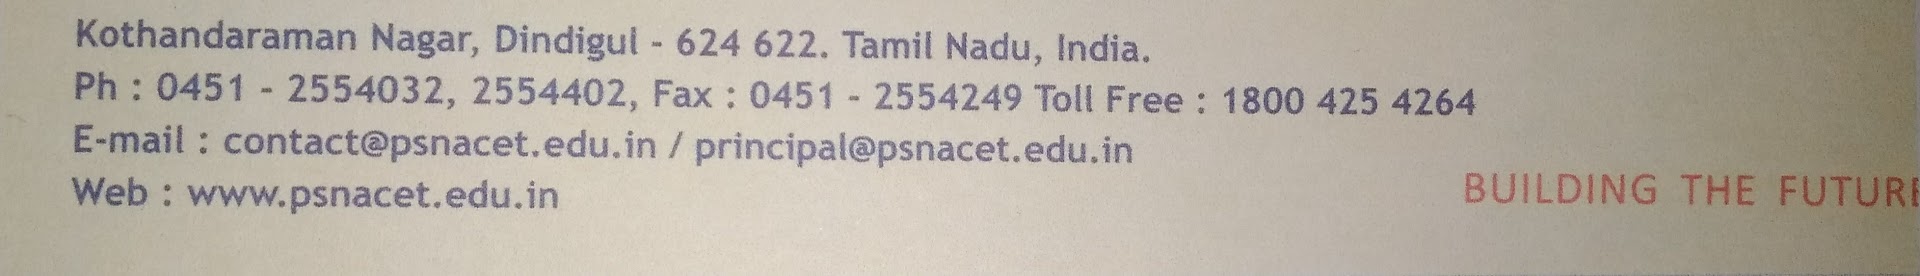 Kothandaraman Nagar, Dindigul - 624 622. Tamil Nadu, India.
Ph : 0451 - 2554032, 2554402, Fax : 0451 - 2554249 Toll Free : 1800 425 4264
E-mail : contact@psnacet.edu.in / principal@psnacet.edu.in
Web : www.psnacet.edu.in
BUILDING THE FUTURE